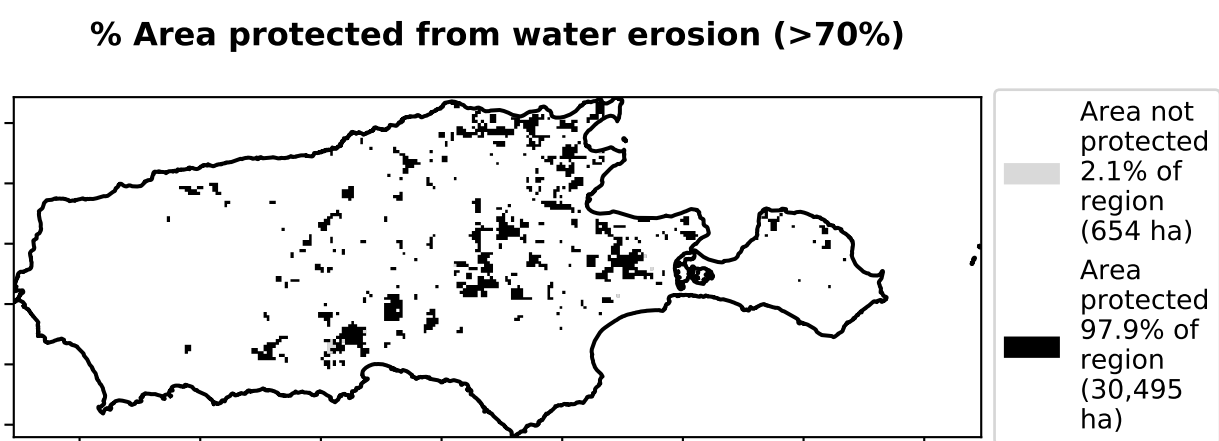 % Area protected from water erosion (>70%)
Area not
protected
2.1% of
region
(654 ha)
Area
protected
97.9% of
region
(30,495
ha)